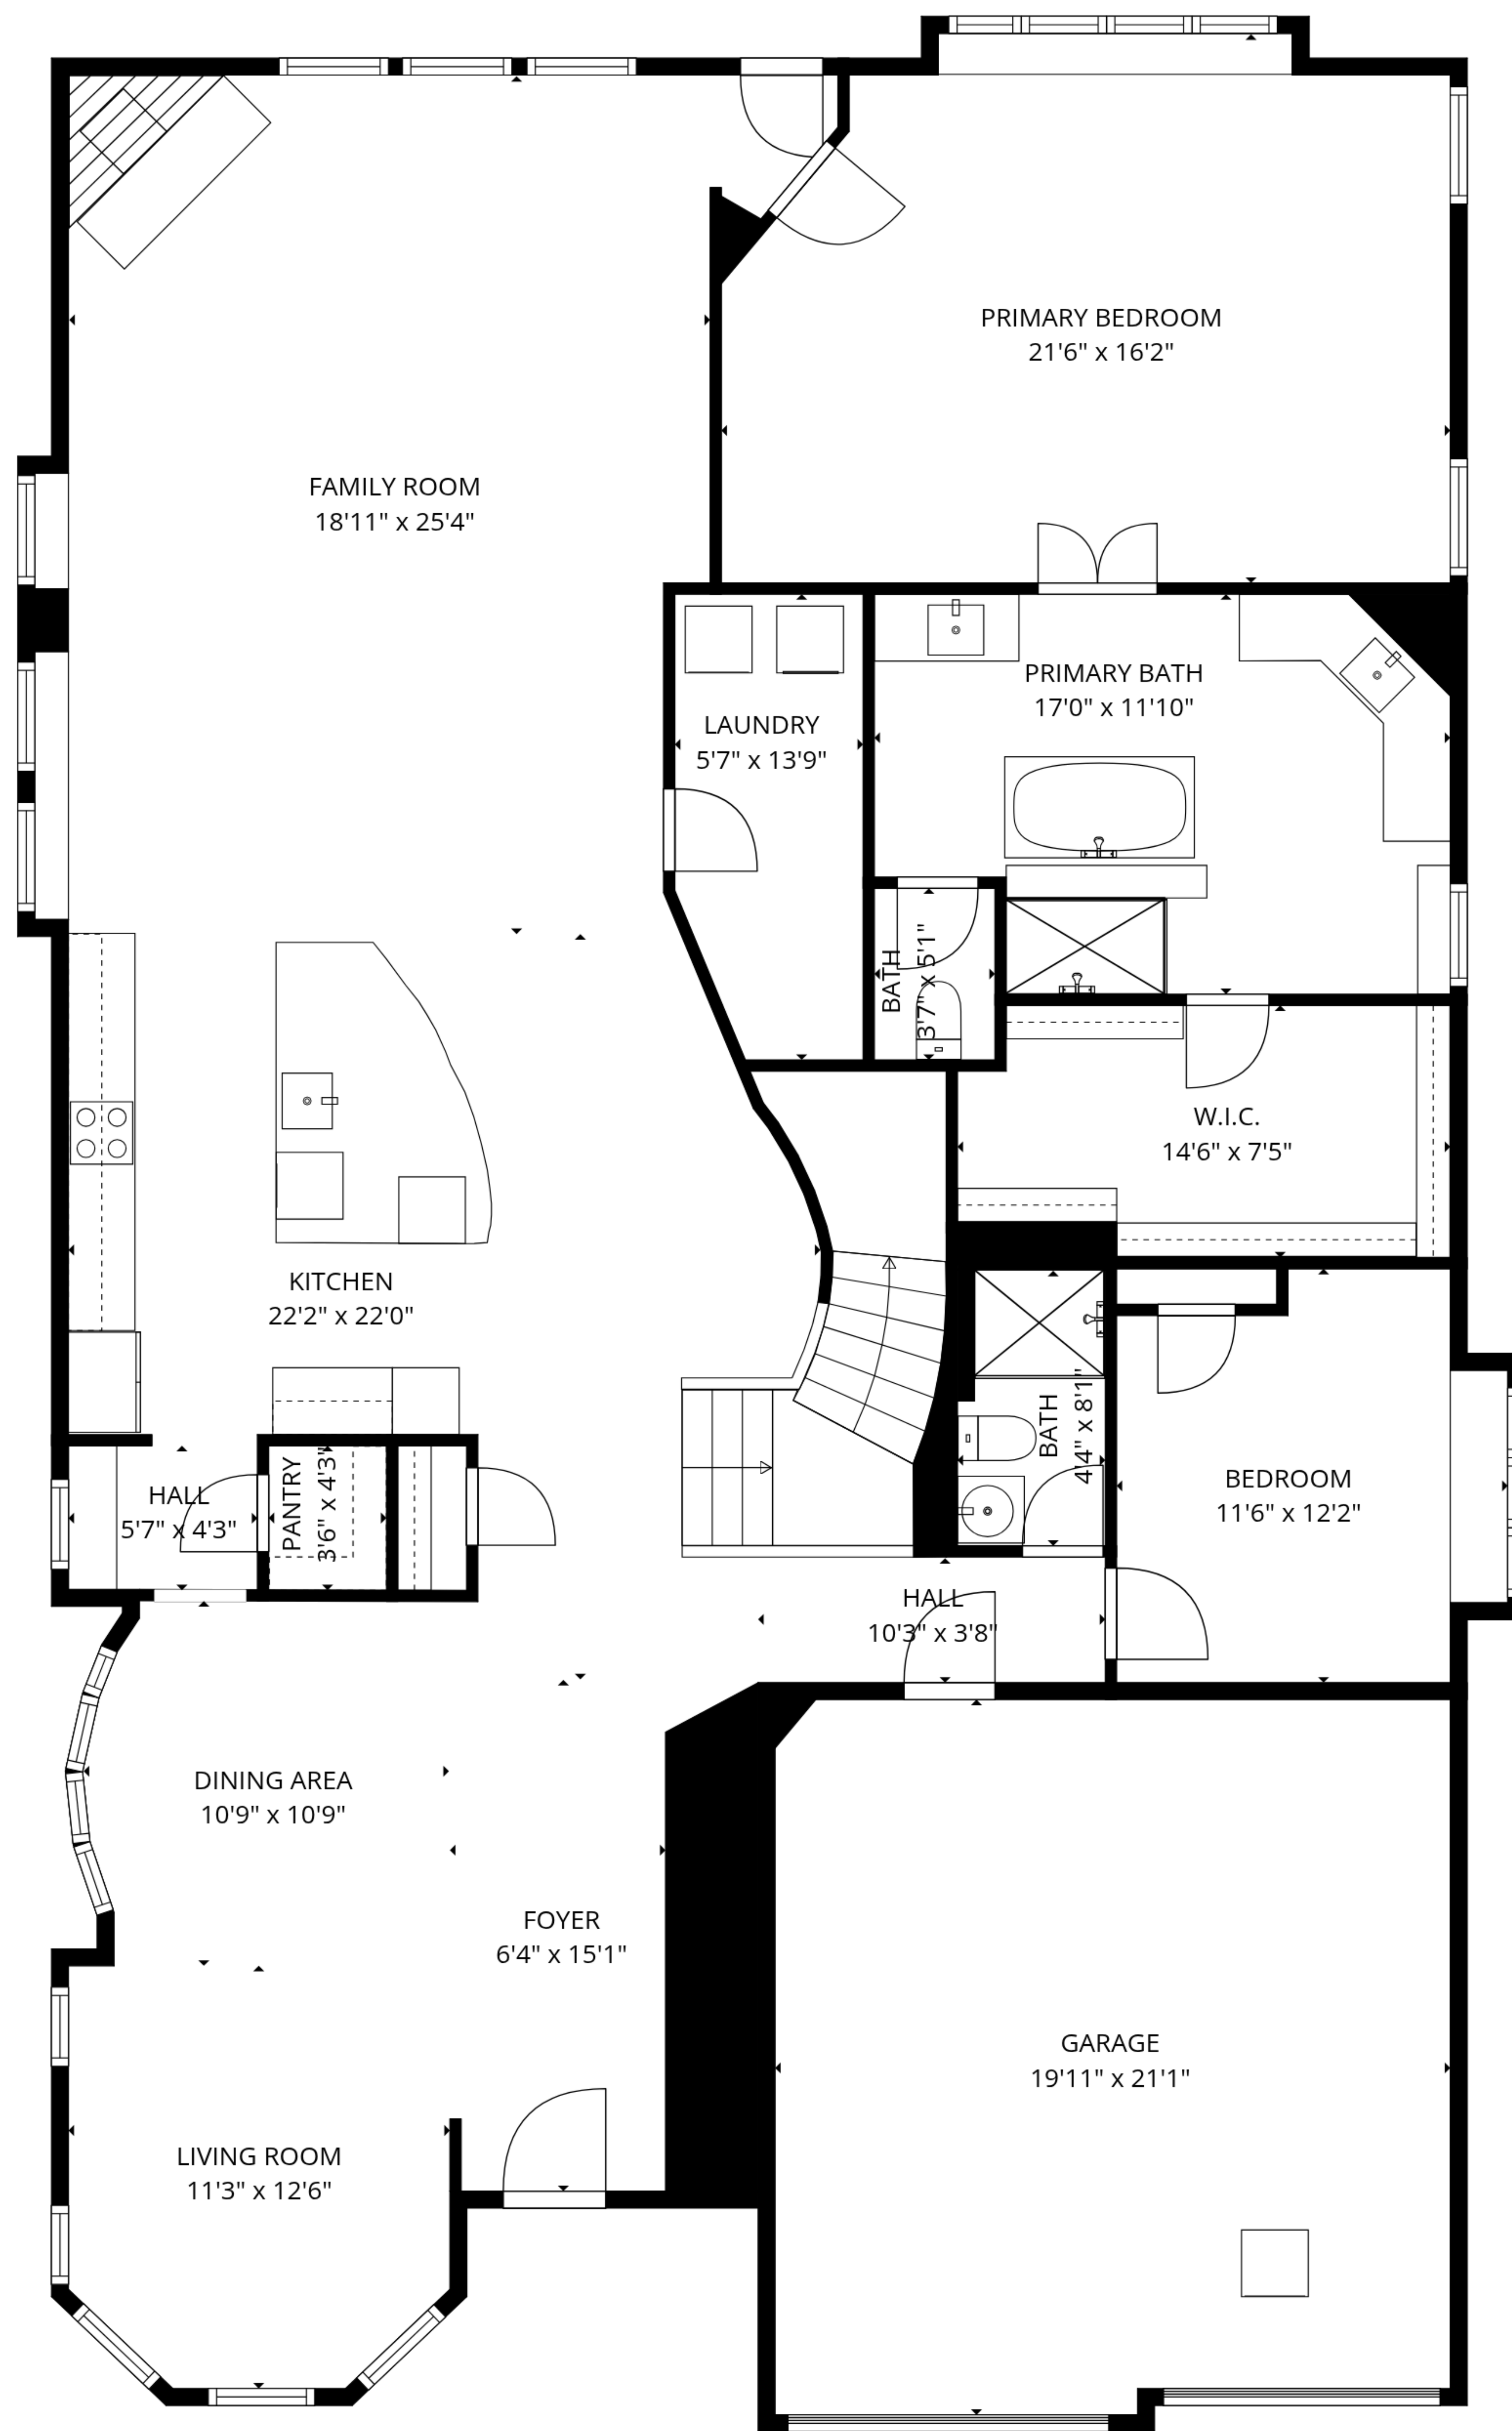 PRIMARY BEDROOM
21'6" x 16'2"
FAMILY ROOM
18'11" x 25'4"
PRIMARY BATH
17'0" x 11'10"
LAUNDRY
5'7" x 13'9"
BATH
3'7" x 5'1"
W.I.C.
14'6" x 7'5"
KITCHEN
22'2" x 22'0"
BATH
4'4" x 8'1"
BEDROOM
11'6" x 12'2"
HALL
5'7" x 4'3"
PANTRY
3'6" x 4'3"
HALL
10'3" x 3'8"
DINING AREA
10'9" x 10'9"
FOYER
6'4" x 15'1"
GARAGE
19'11" x 21'1"
LIVING ROOM
11'3" x 12'6"